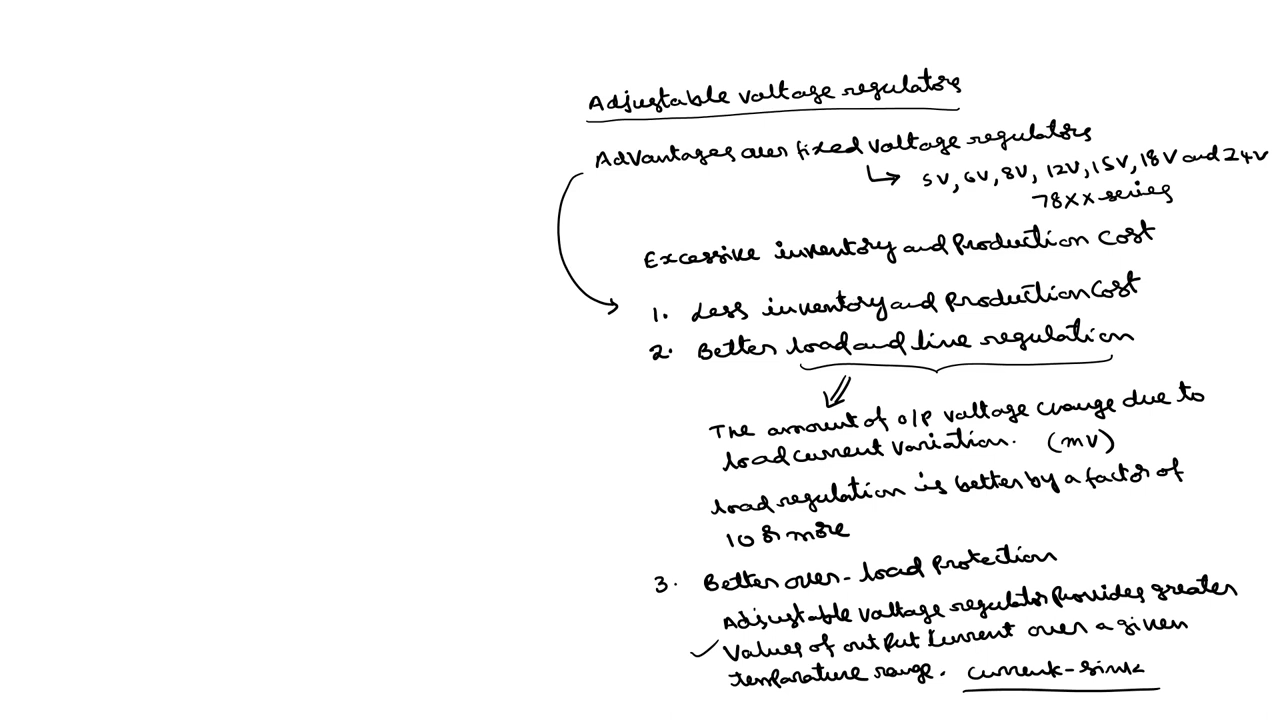 Adjustable voltage regulators
Advantages over fixed voltage regulators
5V, 6V, 8V, 12V, 15V, 18V and 24V
78XX series
Excessive inventory and Production Cost
1. Less inventory and Production Cost
2. Better load and line regulation
The amount of o/p voltage change due to
load current variation. (mV)
load regulation is better by a factor of
10 or more
3. Better over-load Protection
Adjustable voltage regulator Provides greater
Values of output Current over a given
temparature range. Current-sink